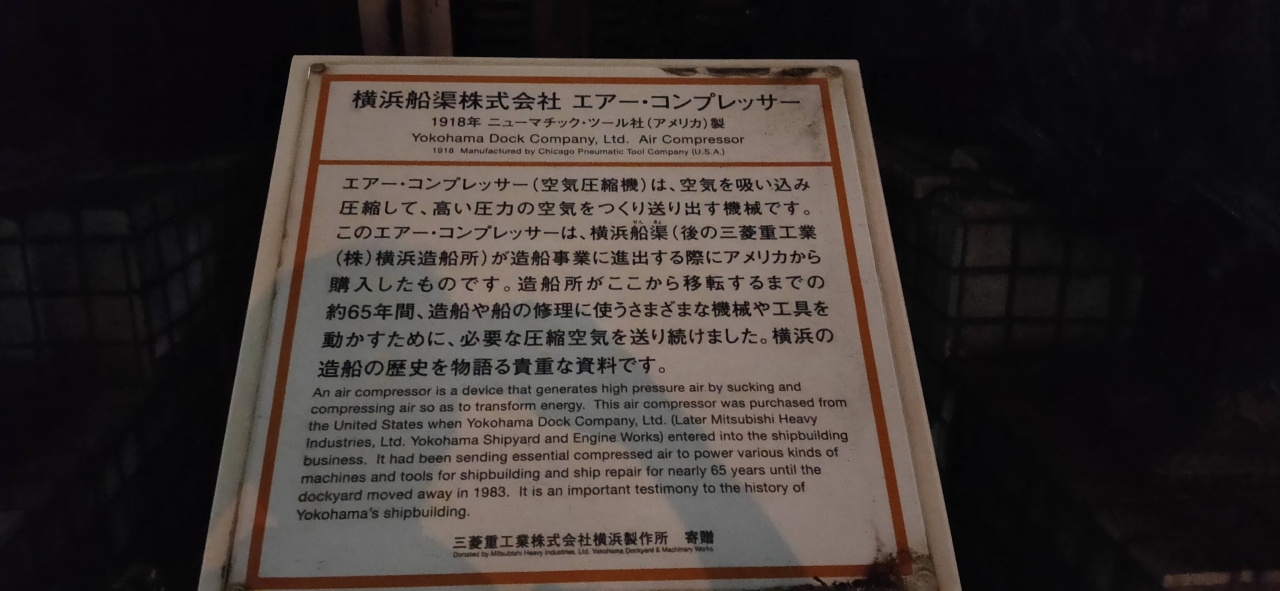 横浜船渠株式会社 エアー・コンプレッサー
1918年 ニューマチック・ツール社(アメリカ)製
Yokohama Dock Company, Ltd. Air Compressor
1918 Manufactured by Chicago Pneumatic Tool Company (U.S.A.)
エアー・コンプレッサー(空気圧縮機)は、空気を吸い込み
圧縮して、高い圧力の空気をつくり送り出す機械です。
せん きょ
このエアー・コンプレッサーは、横浜船渠(後の三菱重工業
(株)横浜造船所)が造船事業に進出する際にアメリカから
購入したものです。造船所がここから移転するまでの
約65年間、造船や船の修理に使うさまざまな機械や工具を
動かすために、必要な圧縮空気を送り続けました。横浜の
造船の歴史を物語る貴重な資料です。
An air compressor is a device that generates high pressure air by sucking and
compressing air so as to transform energy. This air compressor was purchased from
the United States when Yokohama Dock Company, Ltd. (Later Mitsubishi Heavy
Industries, Ltd. Yokohama Shipyard and Engine Works) entered into the shipbuilding
business. It had been sending essential compressed air to power various kinds of
machines and tools for shipbuilding and ship repair for nearly 65 years until the
dockyard moved away in 1983. It is an important testimony to the history of
Yokohama's shipbuilding.
三菱重工業株式会社横浜製作所 寄贈
Donated by Mitsubishi Heavy Industries, Ltd. Yokohama Dockyard & Machinery Works